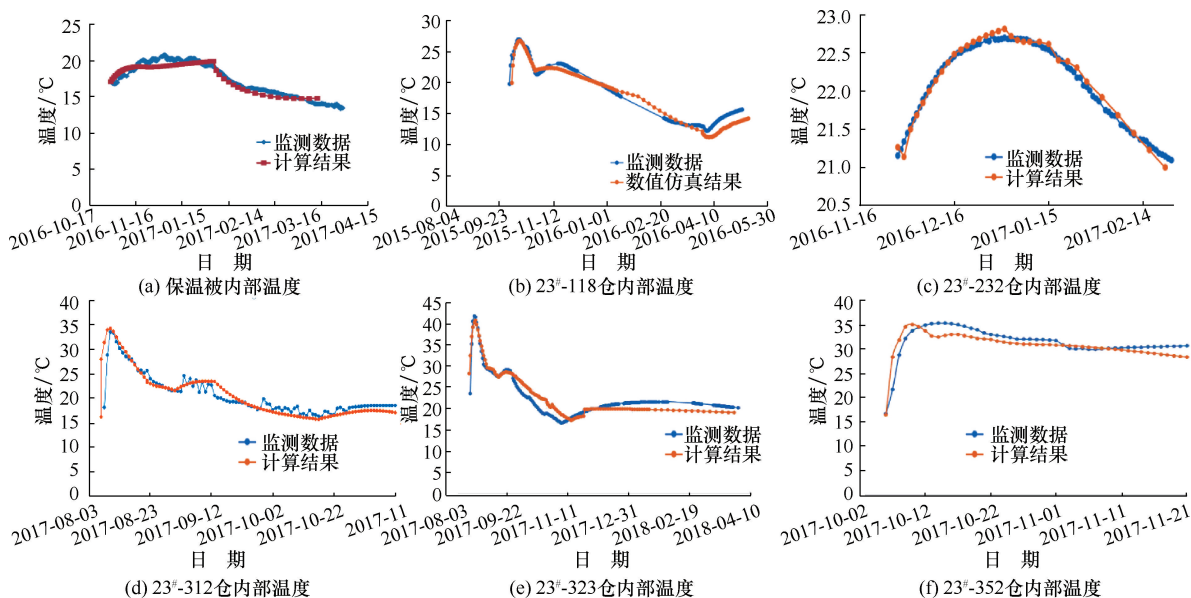 温度/℃
25
20
15
10
5
0
监测数据
计算结果
2016-10-17
2016-11-16
2017-01-15
2017-02-14
2017-03-16
2017-04-15
日 期
(a) 保温被内部温度
温度/℃
30
25
20
15
10
5
0
监测数据
数值仿真结果
2015-08-04
2015-09-23
2015-11-12
2016-01-01
2016-02-20
2016-04-10
2016-05-30
日 期
(b) 23#-118仓内部温度
温度/℃
23.0
22.5
22.0
21.5
21.0
20.5
监测数据
计算结果
2016-11-16
2016-12-16
2017-01-15
2017-02-14
日 期
(c) 23#-232仓内部温度
温度/℃
40
35
30
25
20
15
10
5
0
监测数据
计算结果
2017-08-03
2017-08-23
2017-09-12
2017-10-02
2017-10-22
2017-11
日 期
(d) 23#-312仓内部温度
温度/℃
45
40
35
30
25
20
15
10
5
0
监测数据
计算结果
2017-08-03
2017-09-22
2017-11-11
2017-12-31
2018-02-19
2018-04-10
日 期
(e) 23#-323仓内部温度
温度/℃
40
35
30
25
20
15
10
5
0
监测数据
计算结果
2017-10-02
2017-10-12
2017-10-22
2017-11-01
2017-11-11
2017-11-21
日 期
(f) 23#-352仓内部温度